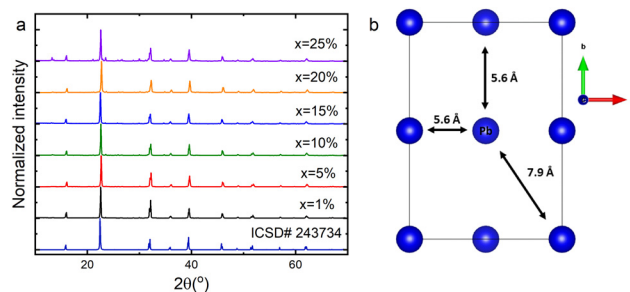 a
Normalized intensity
x=25%
x=20%
x=15%
x=10%
x=5%
x=1%
ICSD# 243734
20
40
60
2θ(°)
b
5.6 Å
5.6 Å
Pb
7.9 Å
b